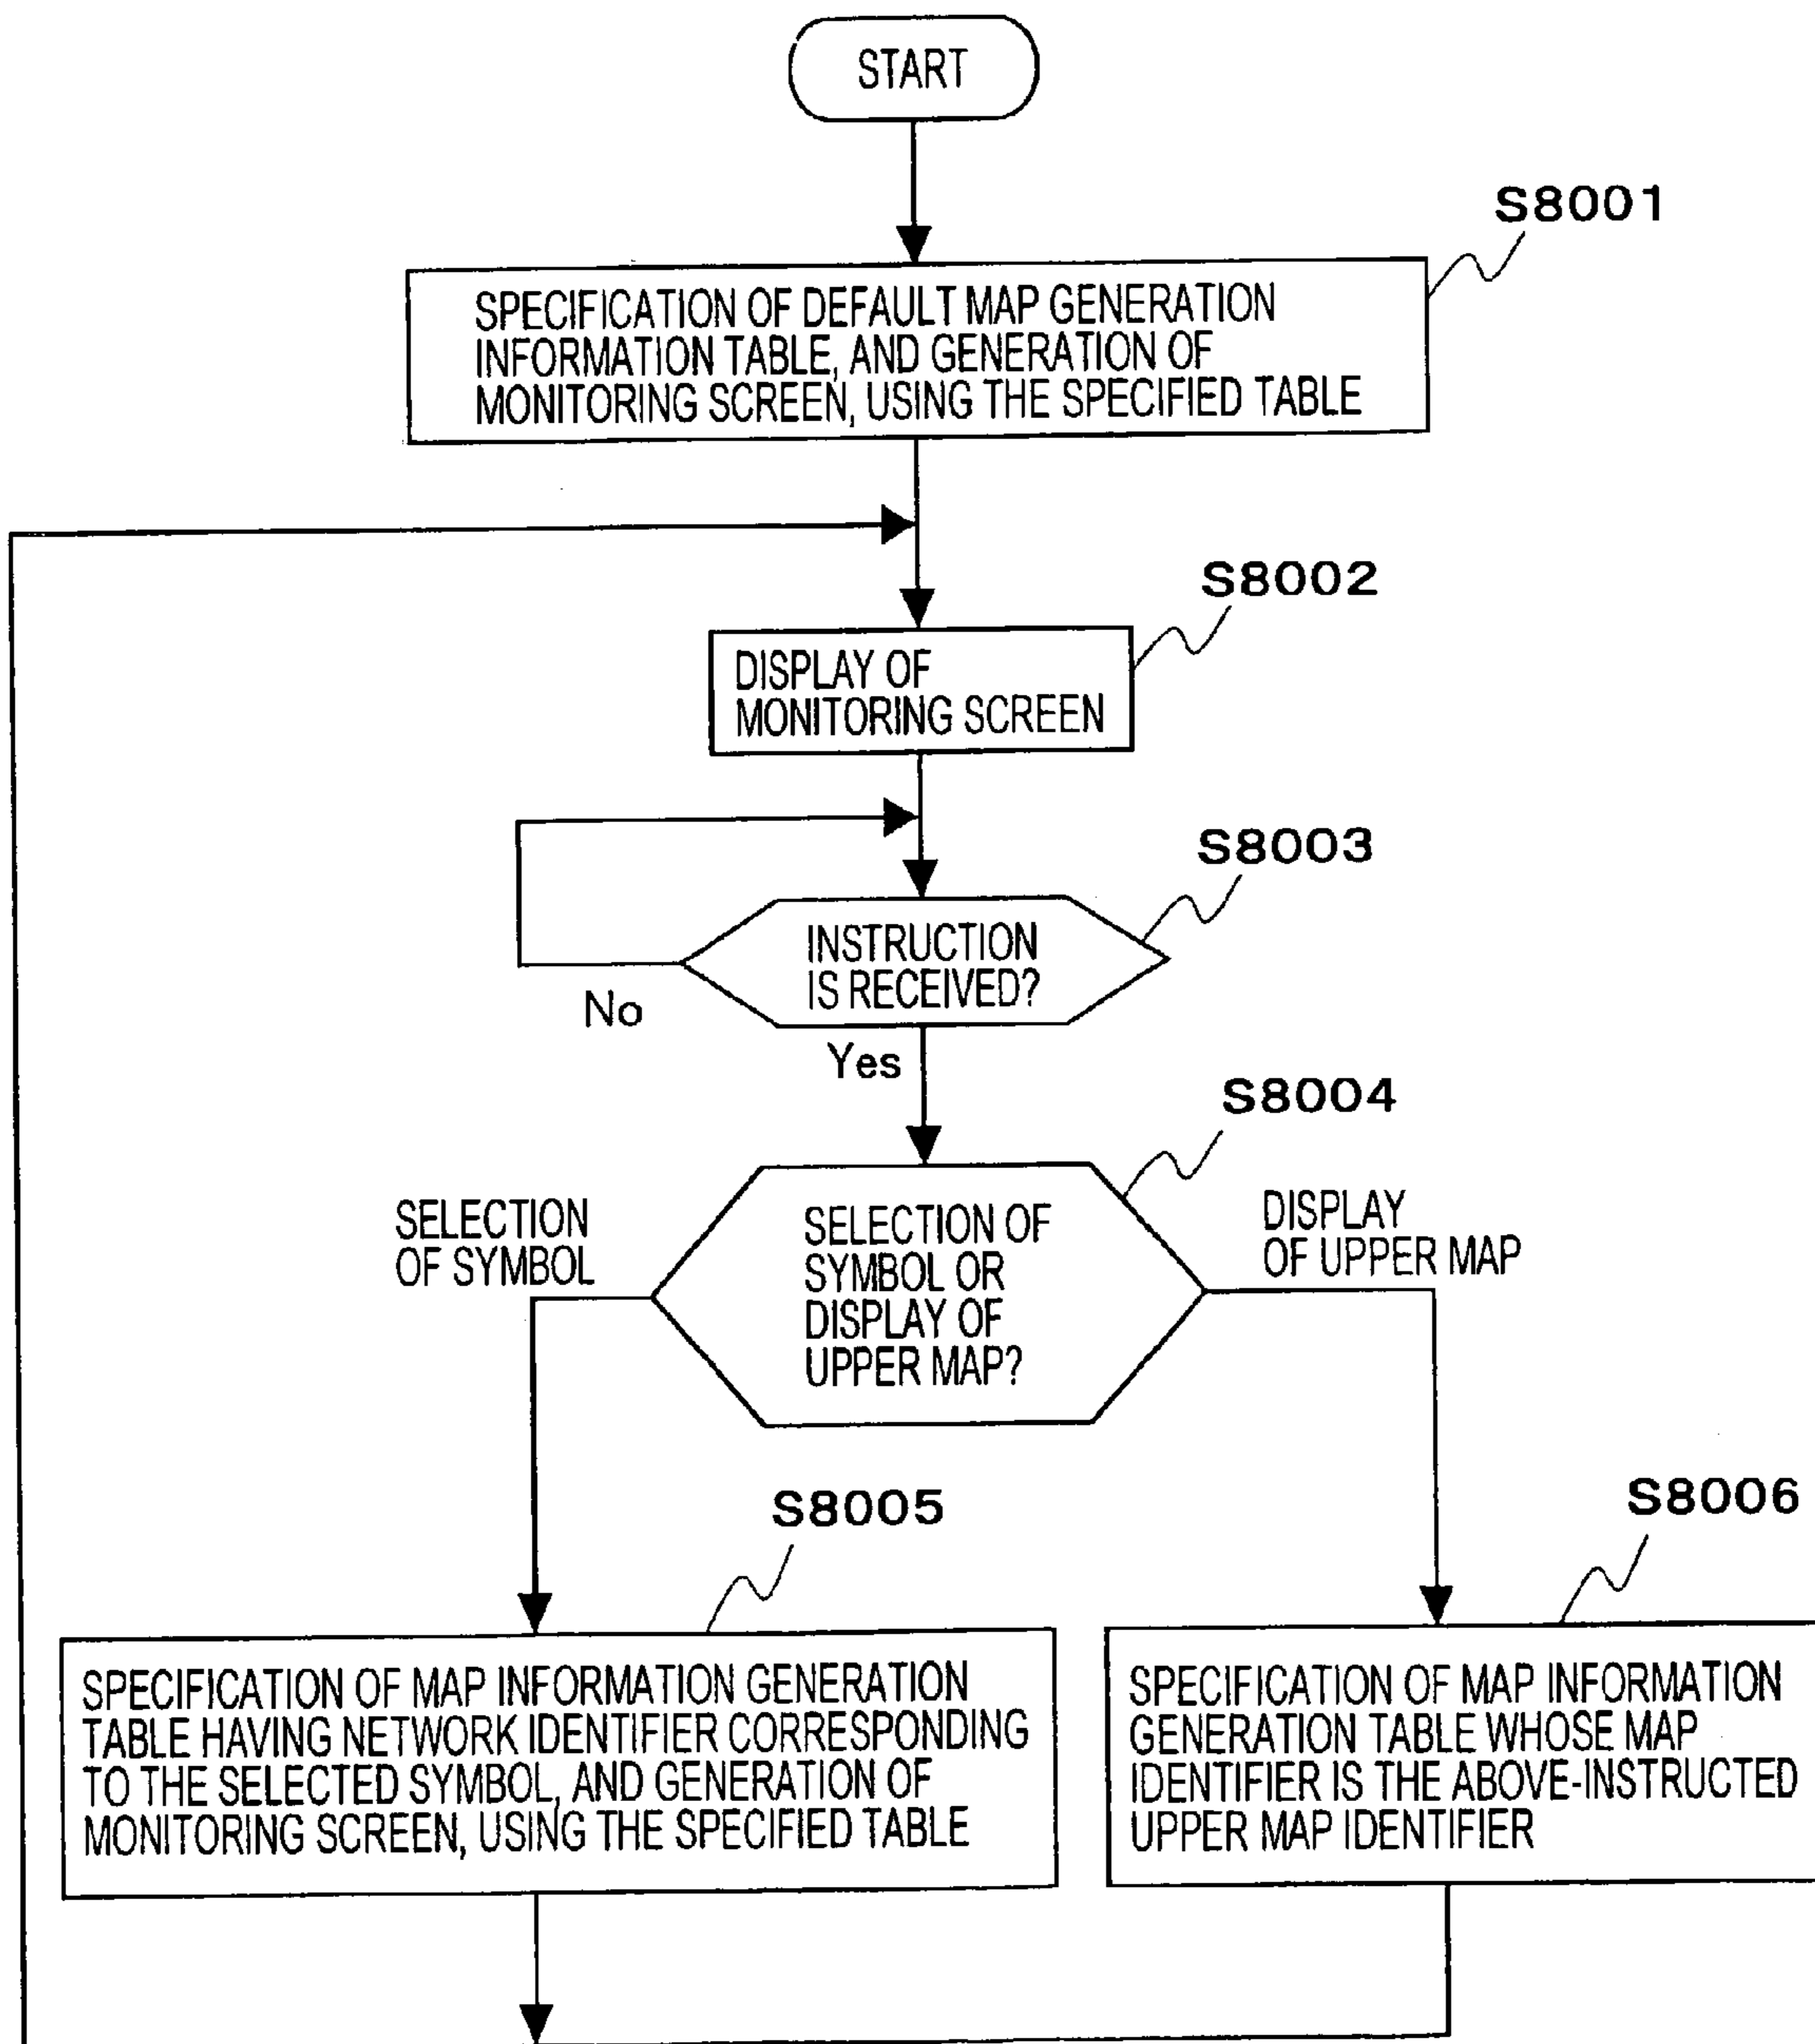 START
S8001
SPECIFICATION OF DEFAULT MAP GENERATION
INFORMATION TABLE, AND GENERATION OF
MONITORING SCREEN, USING THE SPECIFIED TABLE
S8002
DISPLAY OF
MONITORING SCREEN
S8003
INSTRUCTION
IS RECEIVED?
No
Yes
S8004
SELECTION
OF SYMBOL
SELECTION OF
SYMBOL OR
DISPLAY OF
UPPER MAP?
DISPLAY
OF UPPER MAP
S8005
SPECIFICATION OF MAP INFORMATION GENERATION
TABLE HAVING NETWORK IDENTIFIER CORRESPONDING
TO THE SELECTED SYMBOL, AND GENERATION OF
MONITORING SCREEN, USING THE SPECIFIED TABLE
S8006
SPECIFICATION OF MAP INFORMATION
GENERATION TABLE WHOSE MAP
IDENTIFIER IS THE ABOVE-INSTRUCTED
UPPER MAP IDENTIFIER